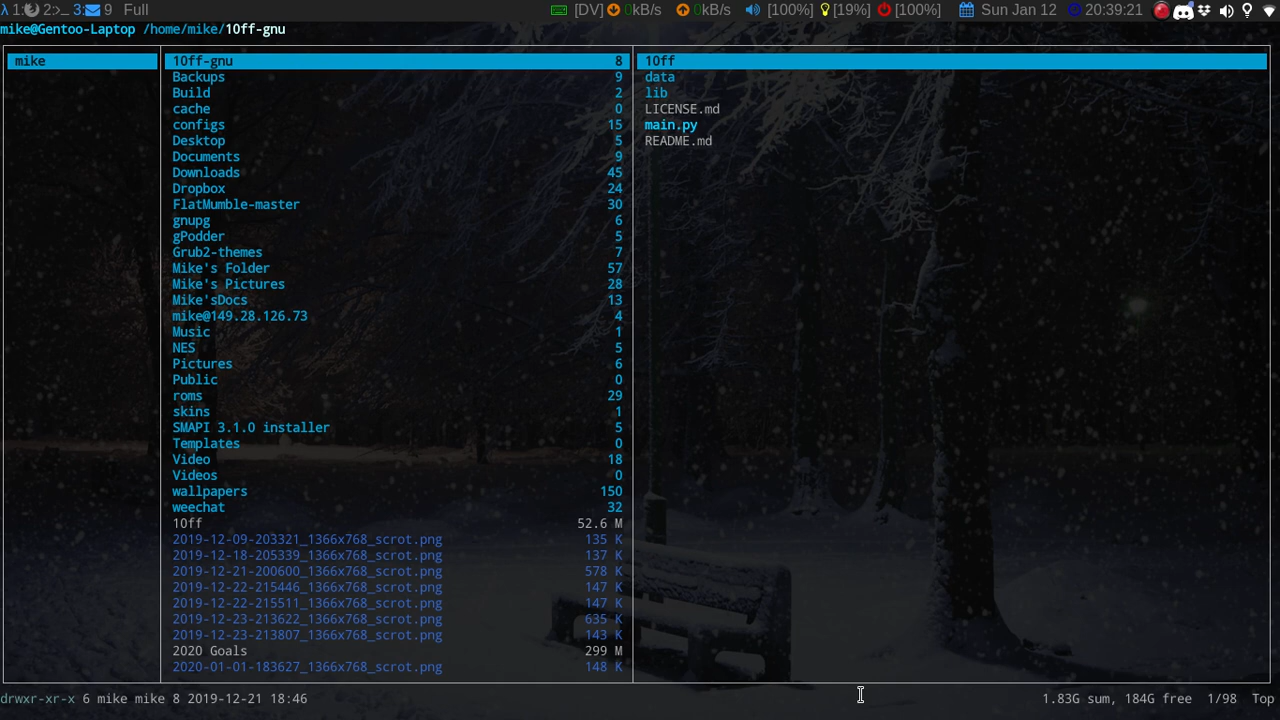 λ 1: 2:>_ 3: 9 Full [DV] 0kB/s 0kB/s [100%] [19%] [100%] Sun Jan 12 20:39:21
mike@Gentoo-Laptop /home/mike/10ff-gnu
mike
10ff-gnu 8
Backups 9
Build 2
cache 0
configs 15
Desktop 5
Documents 9
Downloads 45
Dropbox 24
FlatMumble-master 30
gnupg 6
gPodder 5
Grub2-themes 7
Mike's Folder 57
Mike's Pictures 28
Mike'sDocs 13
mike@149.28.126.73 4
Music 1
NES 5
Pictures 6
Public 0
roms 29
skins 1
SMAPI 3.1.0 installer 5
Templates 0
Video 18
Videos 0
wallpapers 150
weechat 32
10ff 52.6 M
2019-12-09-203321_1366x768_scrot.png 135 K
2019-12-18-205339_1366x768_scrot.png 137 K
2019-12-21-200600_1366x768_scrot.png 578 K
2019-12-22-215446_1366x768_scrot.png 147 K
2019-12-22-215511_1366x768_scrot.png 147 K
2019-12-23-213622_1366x768_scrot.png 635 K
2019-12-23-213807_1366x768_scrot.png 143 K
2020 Goals 299 M
2020-01-01-183627_1366x768_scrot.png 148 K
10ff
data
lib
LICENSE.md
main.py
README.md
drwxr-xr-x 6 mike mike 8 2019-12-21 18:46 1.83G sum, 184G free 1/98 Top